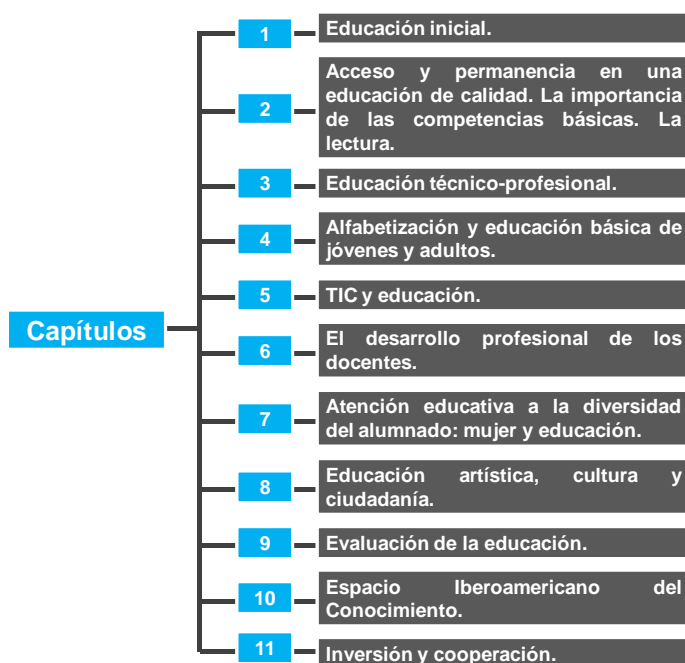 Capítulos
1
Educación inicial.
2
Acceso y permanencia en una
educación de calidad. La importancia
de las competencias básicas. La
lectura.
3
Educación técnico-profesional.
4
Alfabetización y educación básica de
jóvenes y adultos.
5
TIC y educación.
6
El desarrollo profesional de los
docentes.
7
Atención educativa a la diversidad
del alumnado: mujer y educación.
8
Educación artística, cultura y
ciudadanía.
9
Evaluación de la educación.
10
Espacio Iberoamericano del
Conocimiento.
11
Inversión y cooperación.